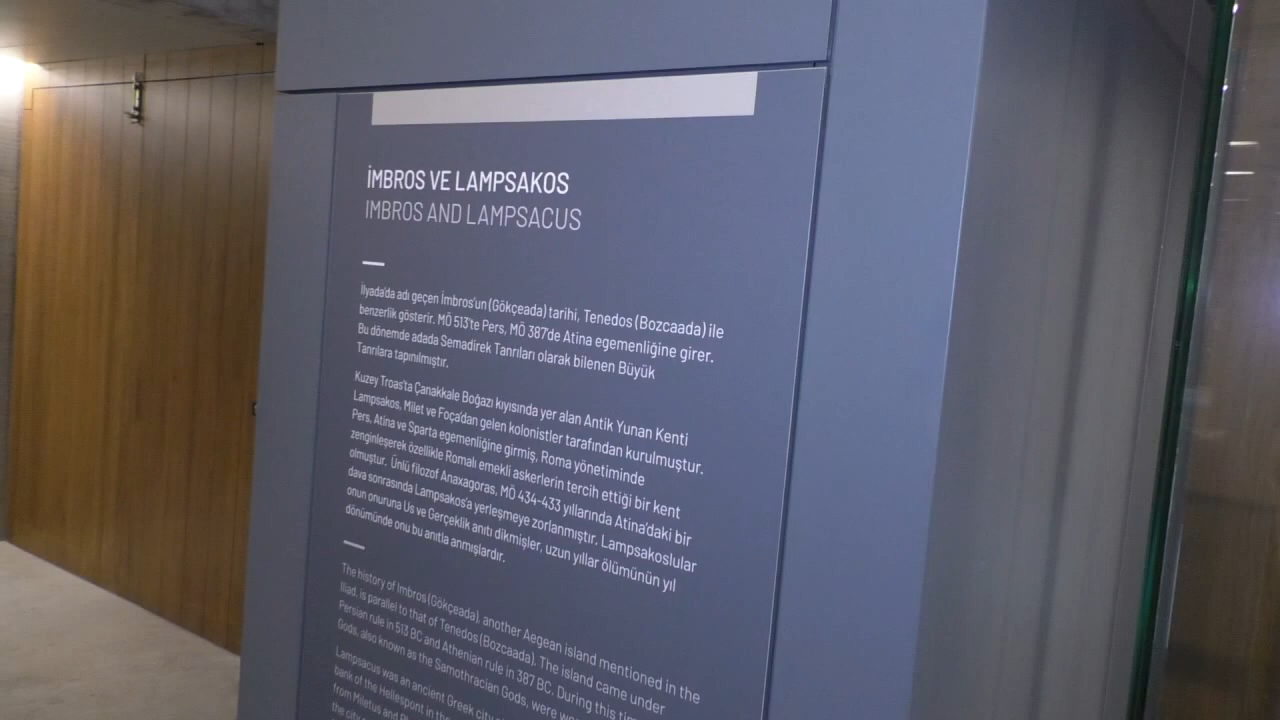 İMBROS VE LAMPSAKOS
IMBROS AND LAMPSACUS
İlyada'da adı geçen İmbros'un (Gökçeada) tarihi, Tenedos (Bozcaada) ile
benzerlik gösterir. MÖ 513'te Pers, MÖ 387'de Atina egemenliğine girer.
Bu dönemde adada Semadirek Tanrıları olarak bilenen Büyük
Tanrılara tapınılmıştır.
Kuzey Troas'ta Çanakkale Boğazı kıyısında yer alan Antik Yunan Kenti
Lampsakos, Milet ve Foça'dan gelen kolonistler tarafından kurulmuştur.
Pers, Atina ve Sparta egemenliğine girmiş, Roma yönetiminde
zenginleşerek özellikle Romalı emekli askerlerin tercih ettiği bir kent
olmuştur. Ünlü filozof Anaxagoras, MÖ 434-433 yıllarında Atina'daki bir
dava sonrasında Lampsakos'a yerleşmeye zorlanmıştır. Lampsakoslular
onun onuruna Us ve Gerçeklik anıtı dikmişler, uzun yıllar ölümünün yıl
dönümünde onu bu anıtla anmışlardır.
The history of Imbros (Gökçeada), another Aegean island mentioned in the
Iliad, is parallel to that of Tenedos (Bozcaada). The island came under
Persian rule in 513 BC and Athenian rule in 387 BC. During this
Gods, also known as the Samothracian Gods, were
Lampsacus was an ancient Greek city
bank of the Hellespont in the
from Miletus and
the city